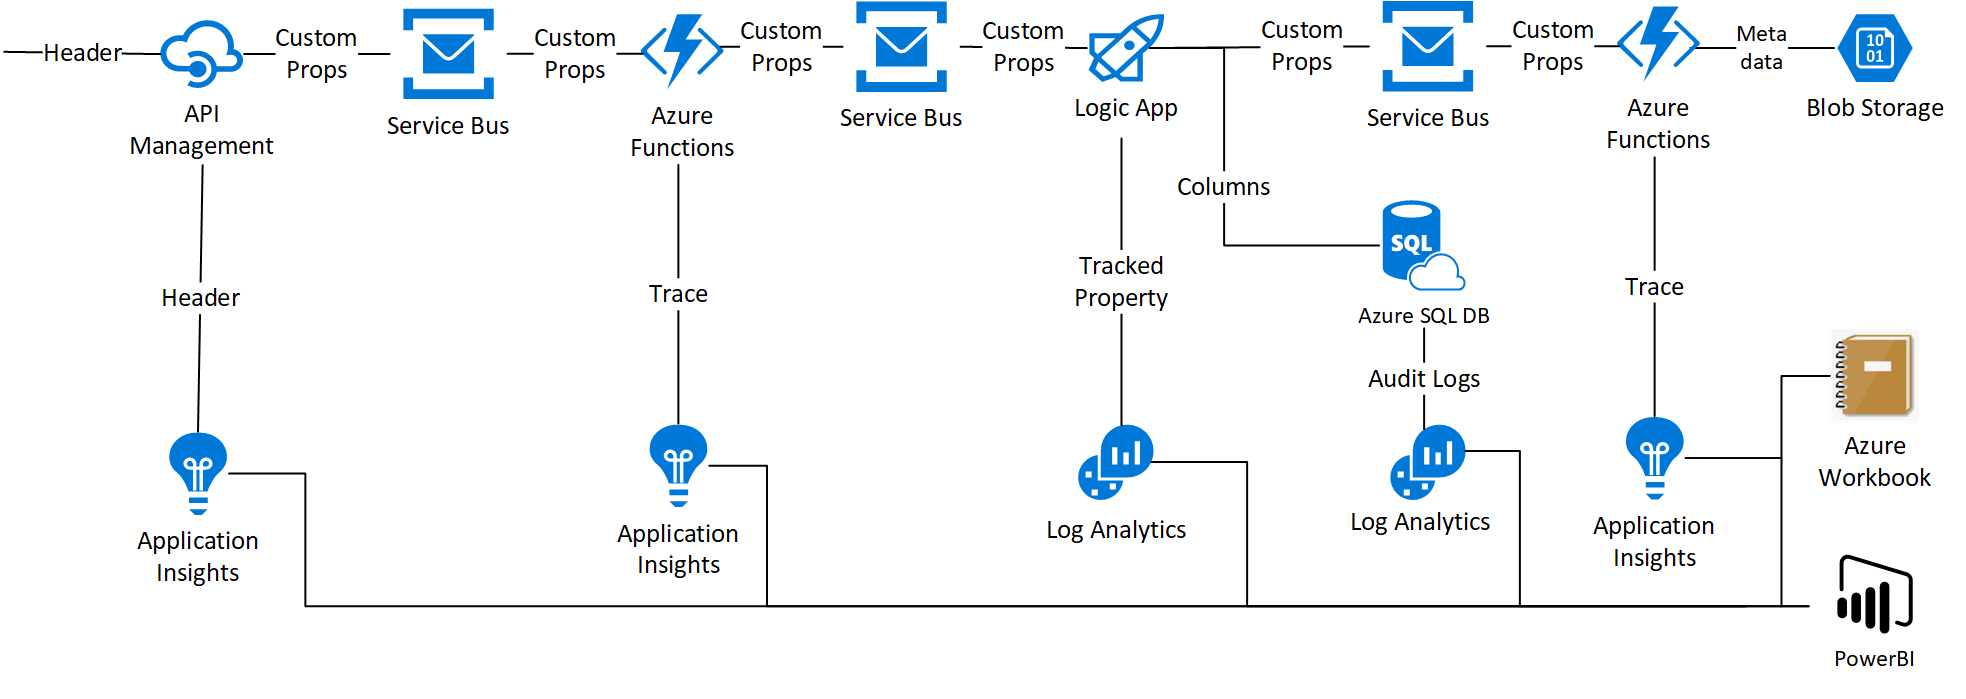 Header
Custom
Props
Custom
Props
Custom
Props
Custom
Props
Custom
Props
Custom
Props
Meta
data
10
01
API
Management
Service Bus
Azure
Functions
Service Bus
Logic App
Service Bus
Azure
Functions
Blob Storage
Columns
SQL
Header
Trace
Tracked
Property
Azure SQL DB
Trace
Audit Logs
Azure
Workbook
Application
Insights
Application
Insights
Log Analytics
Log Analytics
Application
Insights
PowerBI